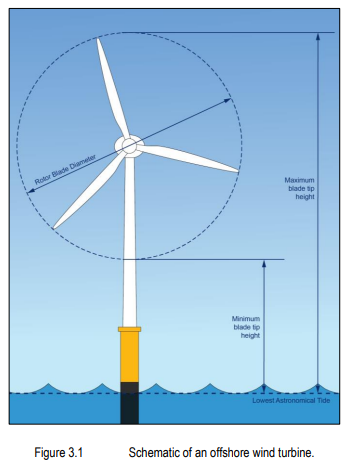 Rotor Blade Diameter
Maximum
blade tip
height
Minimum
blade tip
height
Lowest Astronomical Tide
Figure 3.1 Schematic of an offshore wind turbine.